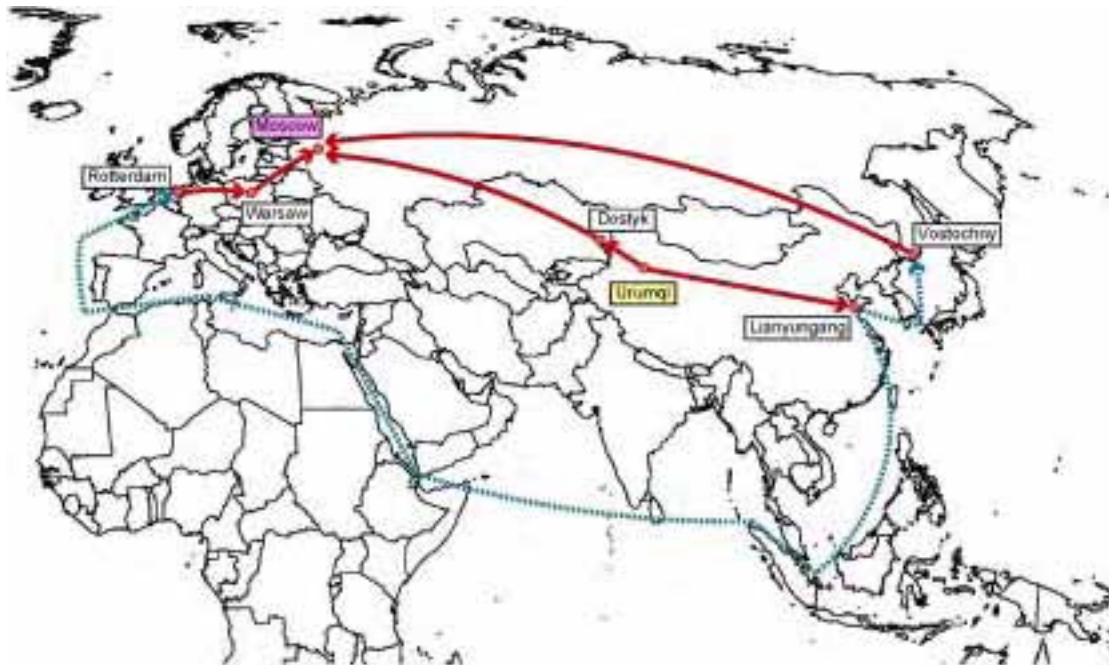 Moscow
Rotterdam
Warsaw
Dostyk
Vostochny
Urumqi
Lianyungang